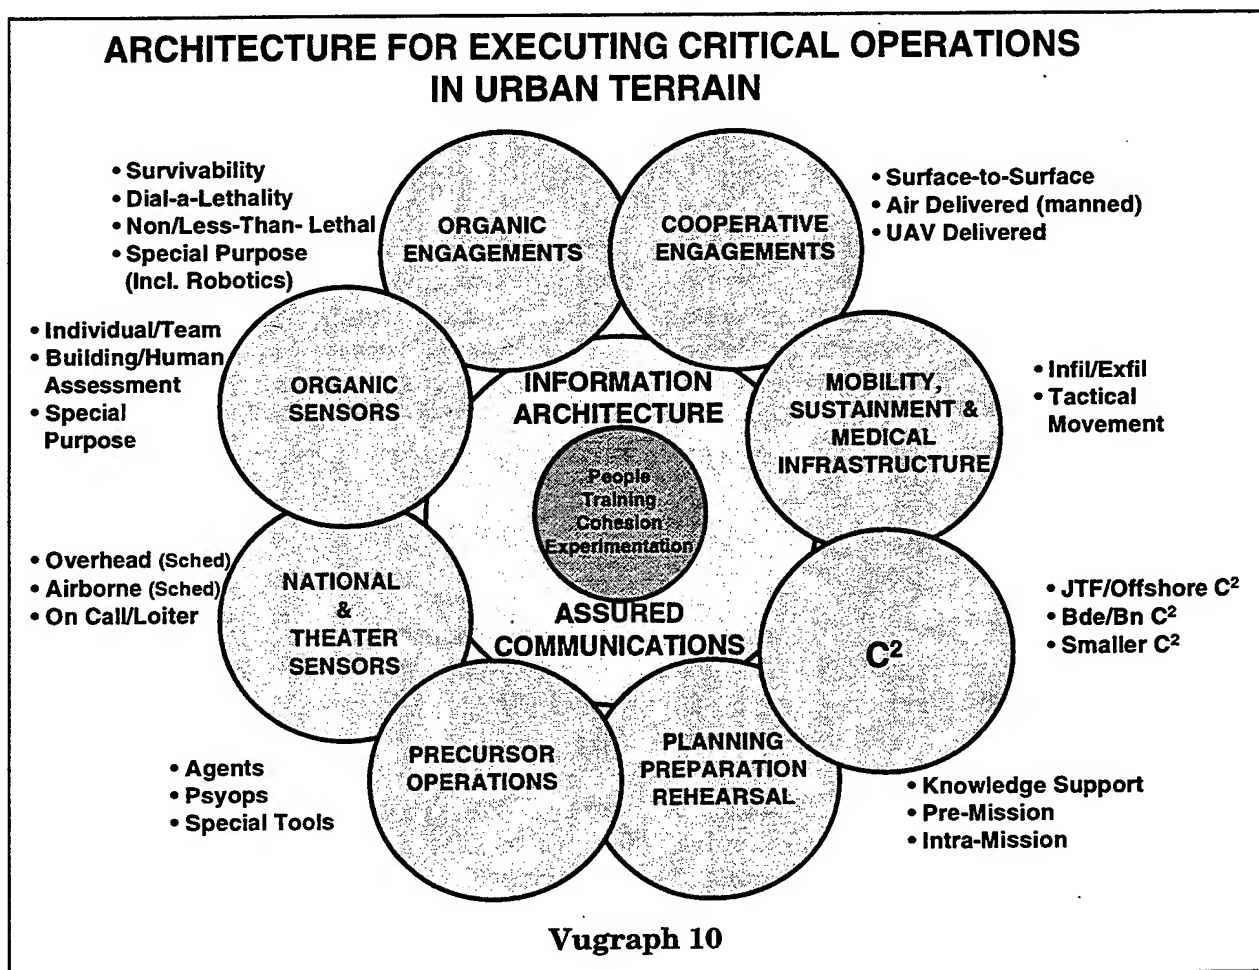 ARCHITECTURE FOR EXECUTING CRITICAL OPERATIONS
IN URBAN TERRAIN
• Survivability
• Dial-a-Lethality
• Non/Less-Than- Lethal
• Special Purpose
(Incl. Robotics)
ORGANIC
ENGAGEMENTS
COOPERATIVE
ENGAGEMENTS
• Surface-to-Surface
• Air Delivered (manned)
• UAV Delivered
• Individual/Team
• Building/Human
Assessment
• Special
Purpose
ORGANIC
SENSORS
INFORMATION
ARCHITECTURE
MOBILITY,
SUSTAINMENT &
MEDICAL
INFRASTRUCTURE
• Infil/Exfil
• Tactical
Movement
People
Training
Cohesion
Experimentation
• Overhead (Sched)
• Airborne (Sched)
• On Call/Loiter
NATIONAL
&
THEATER
SENSORS
ASSURED
COMMUNICATIONS
C²
• JTF/Offshore C²
• Bde/Bn C²
• Smaller C²
• Agents
• Psyops
• Special Tools
PRECURSOR
OPERATIONS
PLANNING
PREPARATION
REHEARSAL
• Knowledge Support
• Pre-Mission
• Intra-Mission
Vugraph 10